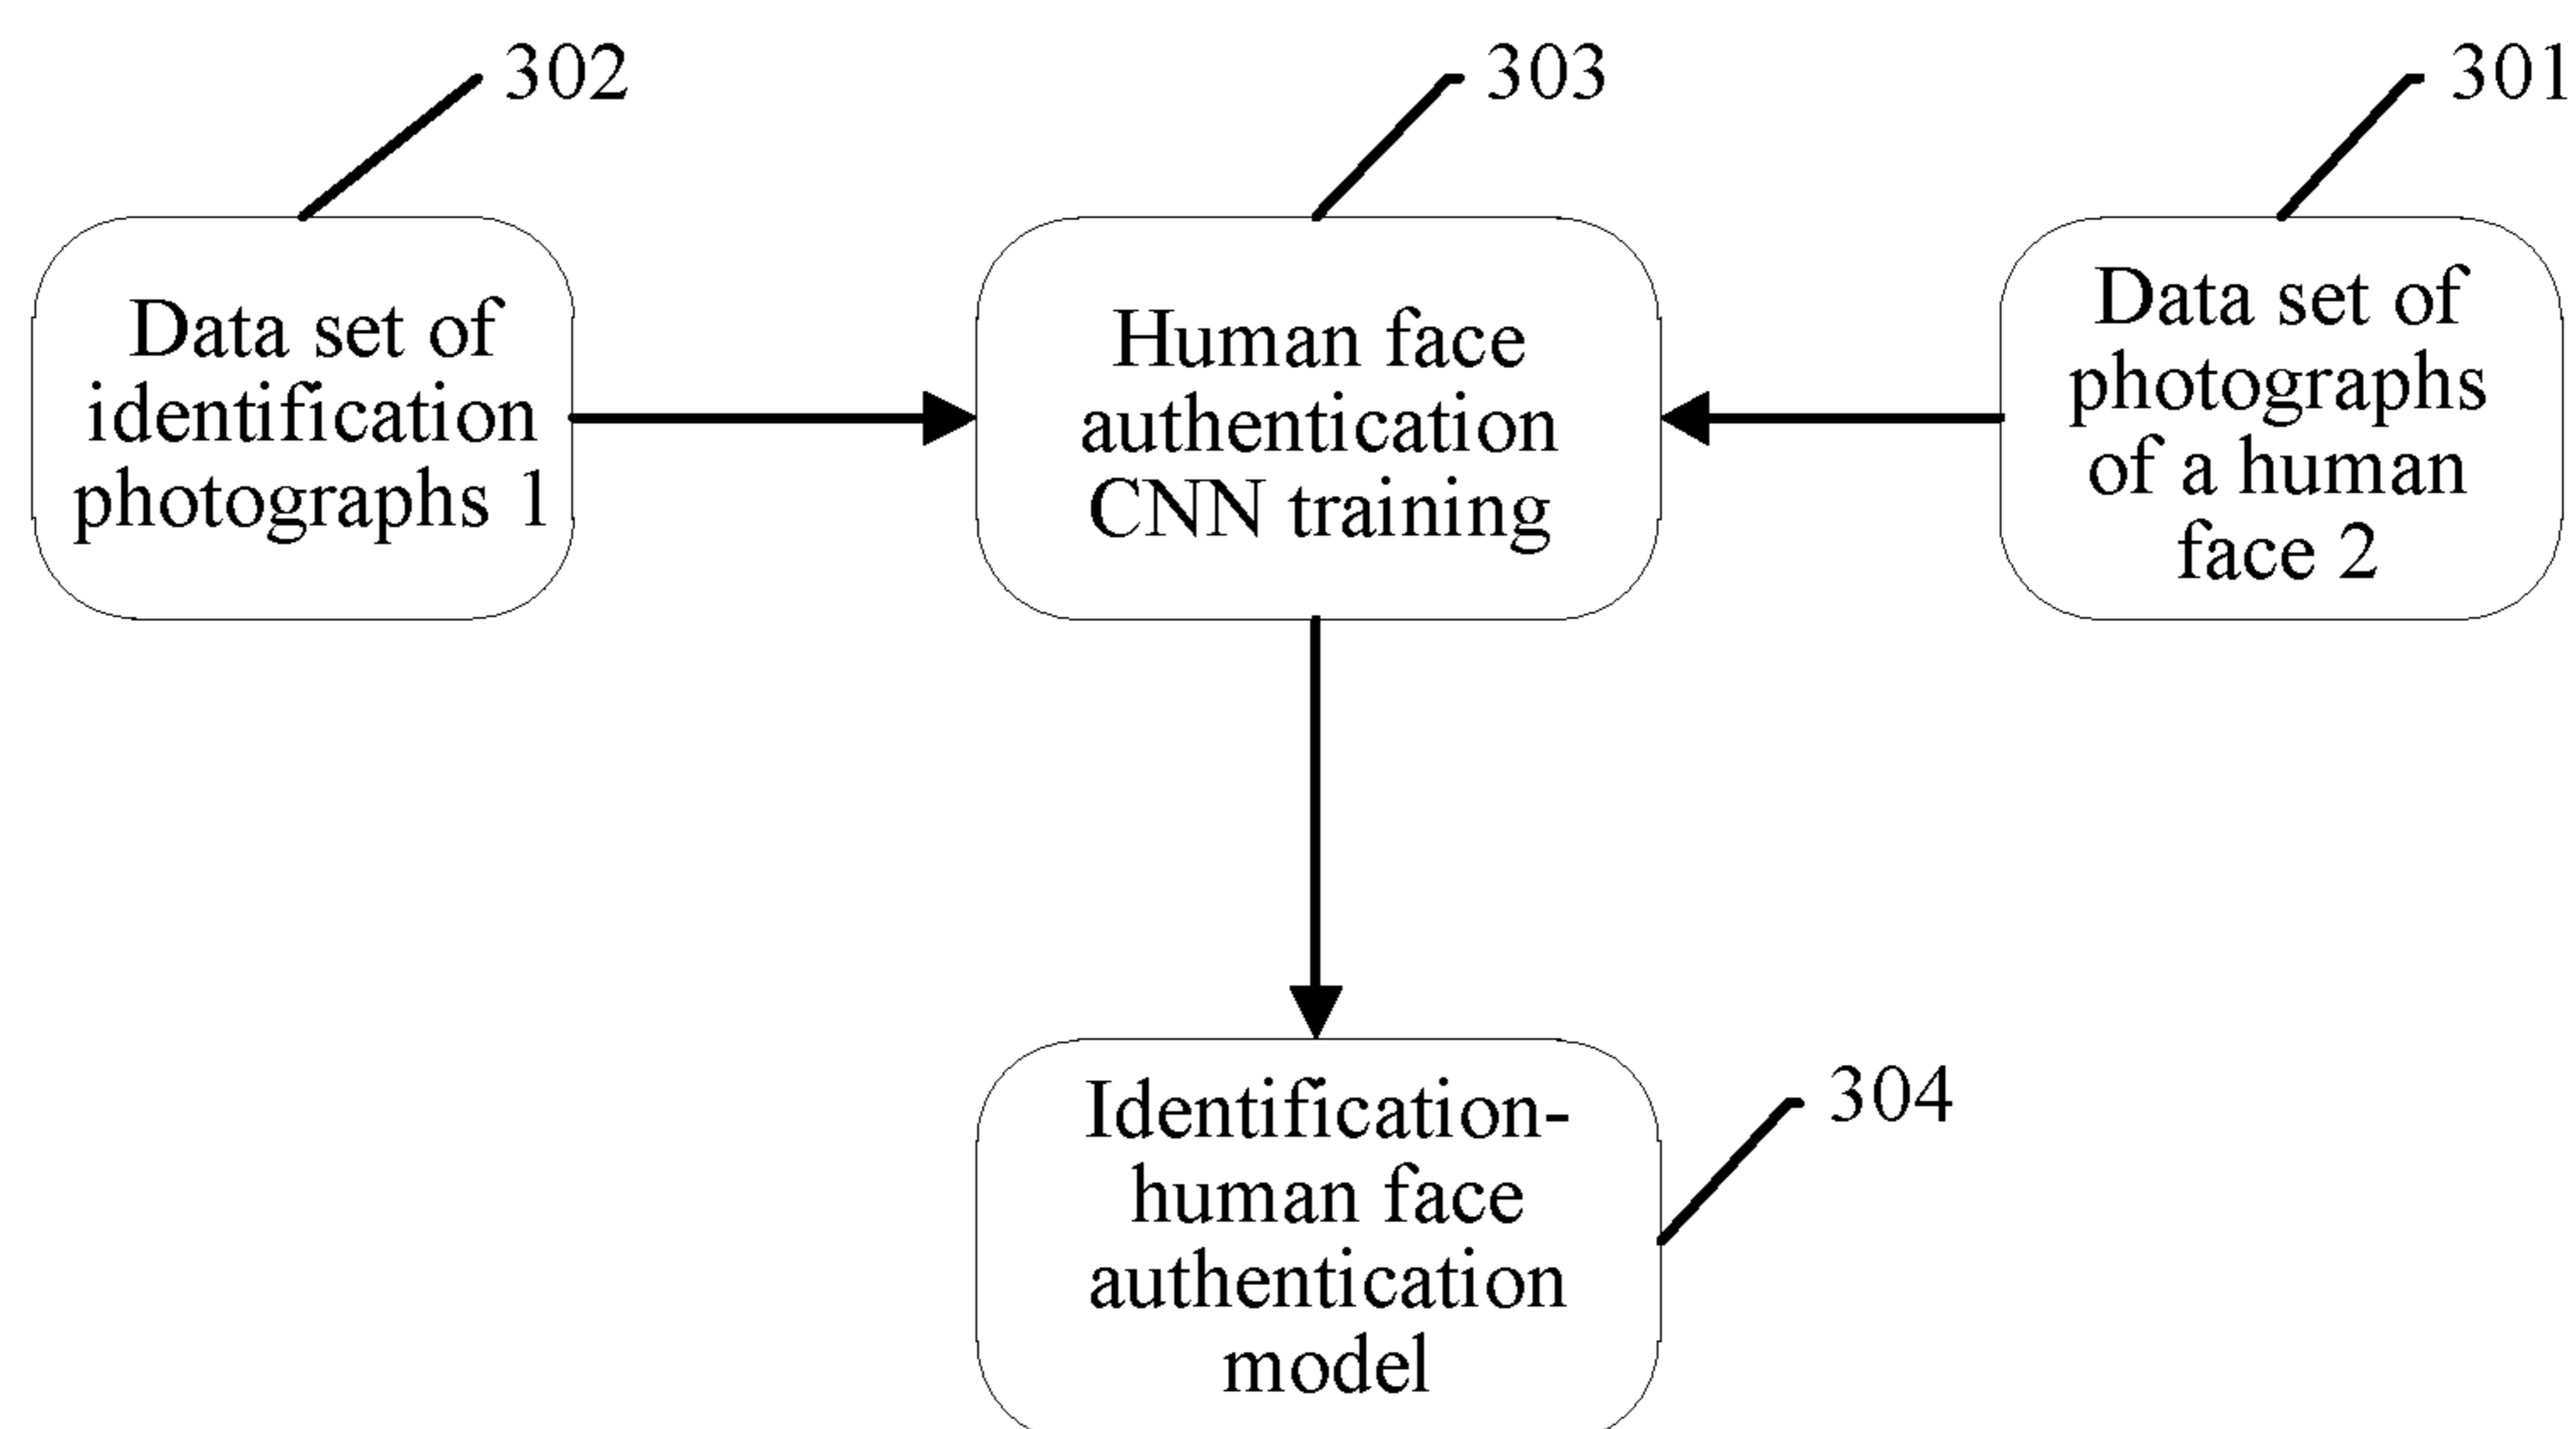 302
303
301
Data set of
identification
photographs 1
Human face
authentication
CNN training
Data set of
photographs
of a human
face 2
Identification-
human face
authentication
model
304